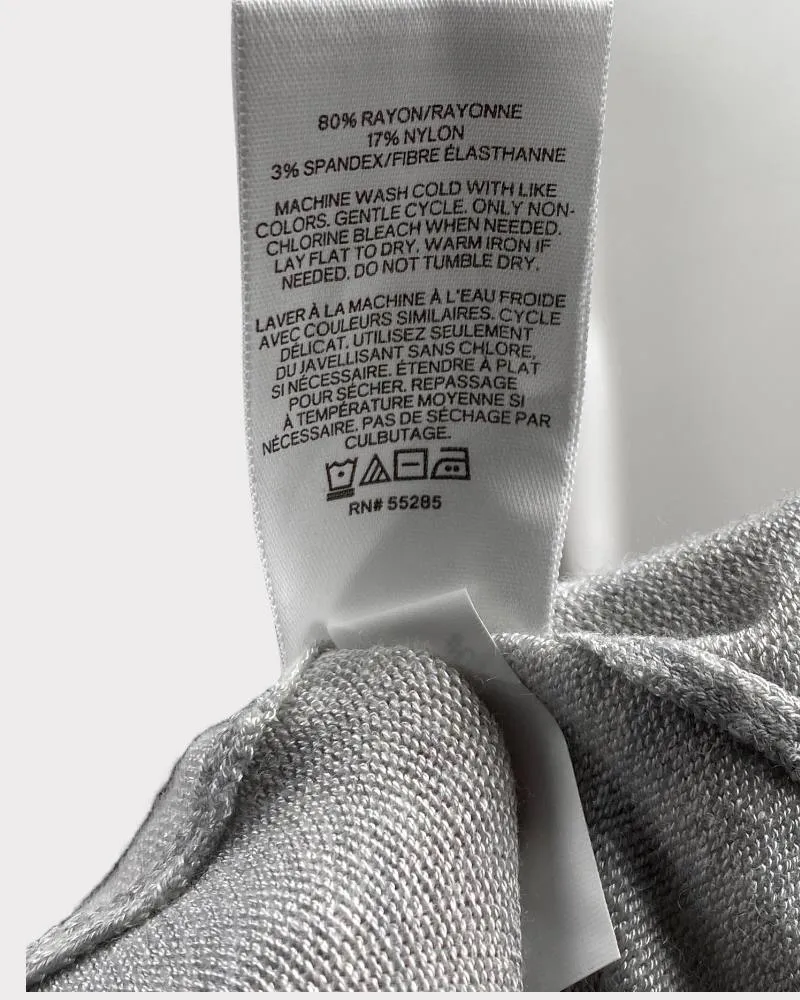 80% RAYON/RAYONNE
17% NYLON
3% SPANDEX/FIBRE ÉLASTHANNE
MACHINE WASH COLD WITH LIKE
COLORS. GENTLE CYCLE. ONLY NON-
CHLORINE BLEACH WHEN NEEDED.
LAY FLAT TO DRY. WARM IRON IF
NEEDED. DO NOT TUMBLE DRY.
LAVER À LA MACHINE À L'EAU FROIDE
AVEC COULEURS SIMILAIRES. CYCLE
DÉLICAT. UTILISEZ SEULEMENT
DU JAVELLISANT SANS CHLORE,
SI NÉCESSAIRE. ÉTENDRE À PLAT
POUR SÉCHER. REPASSAGE
À TEMPÉRATURE MOYENNE SI
NÉCESSAIRE. PAS DE SÉCHAGE PAR
CULBUTAGE.
RN# 55285